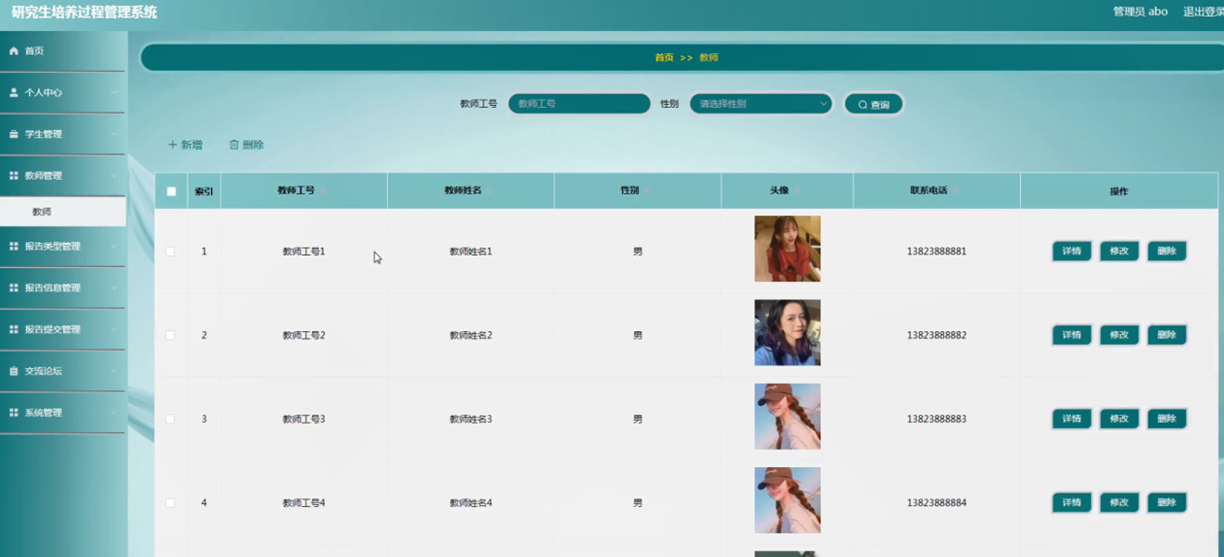 研究生培养过程管理系统
管理员 abo 退出登录
首页
个人中心
学生管理
教师管理
教师
报告类型管理
报告信息管理
报告提交管理
交流论坛
系统管理
首页 >> 教师
教师工号 教师工号 性别 请选择性别 查询
新增 删除
索引 教师工号 教师姓名 性别 头像 联系电话 操作
1 教师工号1 教师姓名1 男 13823888881 详情 修改 删除
2 教师工号2 教师姓名2 男 13823888882 详情 修改 删除
3 教师工号3 教师姓名3 男 13823888883 详情 修改 删除
4 教师工号4 教师姓名4 男 13823888884 详情 修改 删除